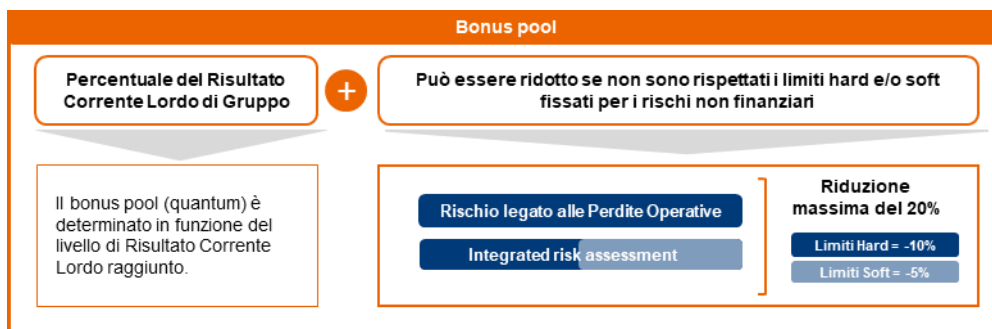 Bonus pool
Percentuale del Risultato
Corrente Lordo di Gruppo
+
Può essere ridotto se non sono rispettati i limiti hard e/o soft
fissati per i rischi non finanziari
Il bonus pool (quantum) è
determinato in funzione del
livello di Risultato Corrente
Lordo raggiunto.
Rischio legato alle Perdite Operative
Integrated risk assessment
Riduzione
massima del 20%
Limiti Hard = -10%
Limiti Soft = -5%